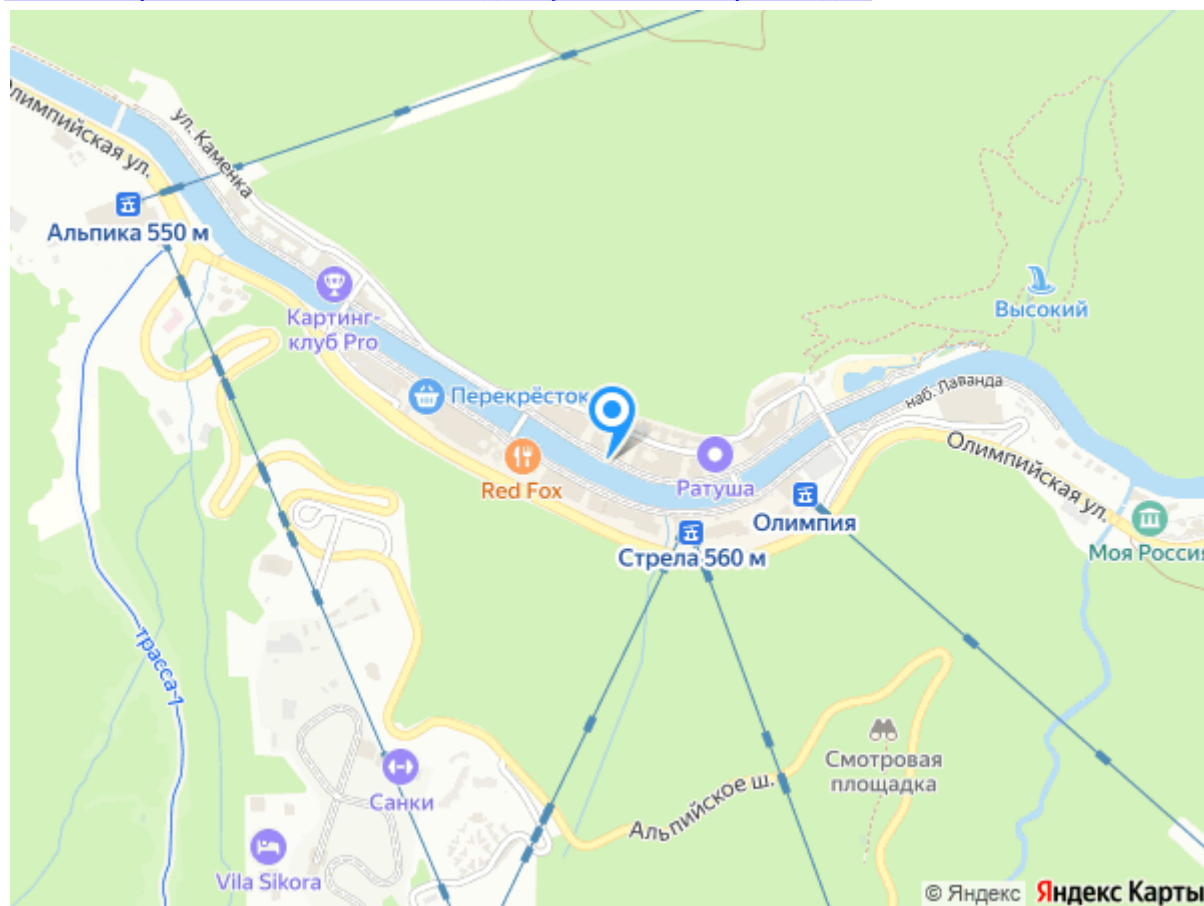 Олимпийская ул.
ул. Каменка
Альпика 550 м
Картинг-
клуб Pro
Высокий
Перекрёсток
наб. Лаванда
Red Fox
Ратуша
Олимпийская ул.
Олимпия
Стрела 560 м
Моя Россия
трасса 1
Смотровая
площадка
Санки
Альпийское ш.
Vila Sikora
© Яндекс Яндекс Карты